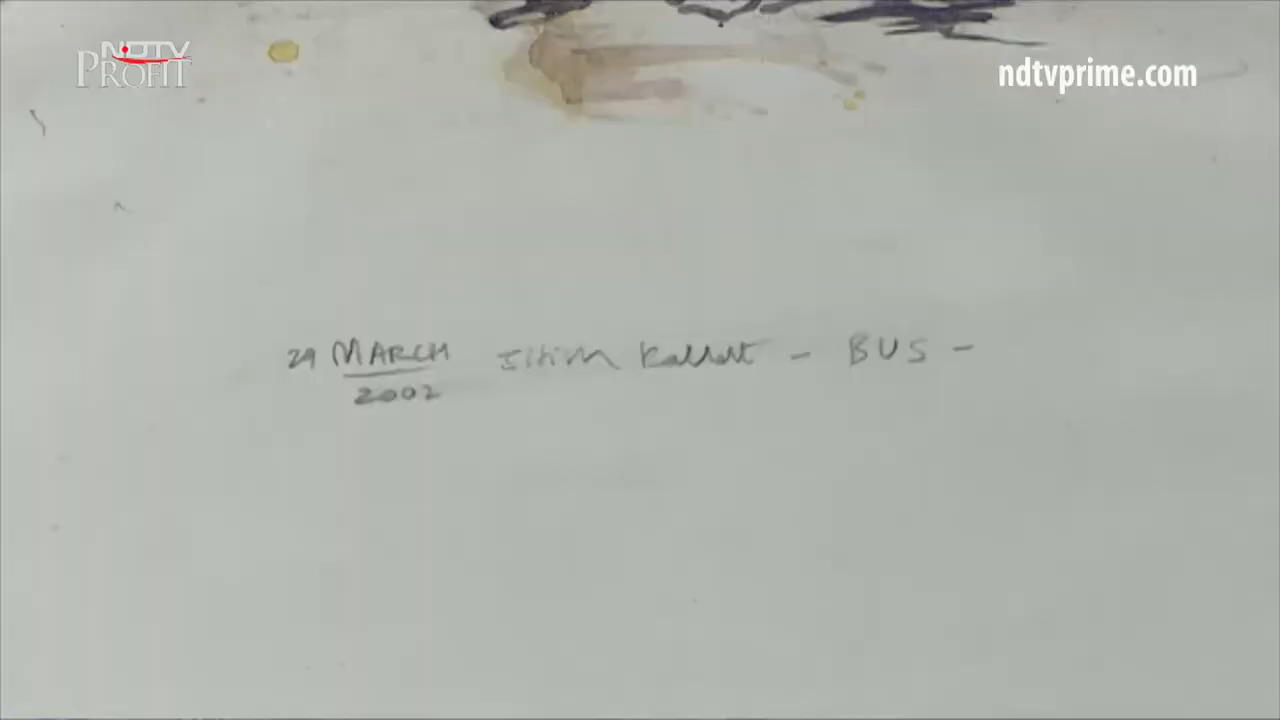 NDTV
PROFIT
ndtvprime.com
29 MARCH Jitish Kallat - BUS -
2002